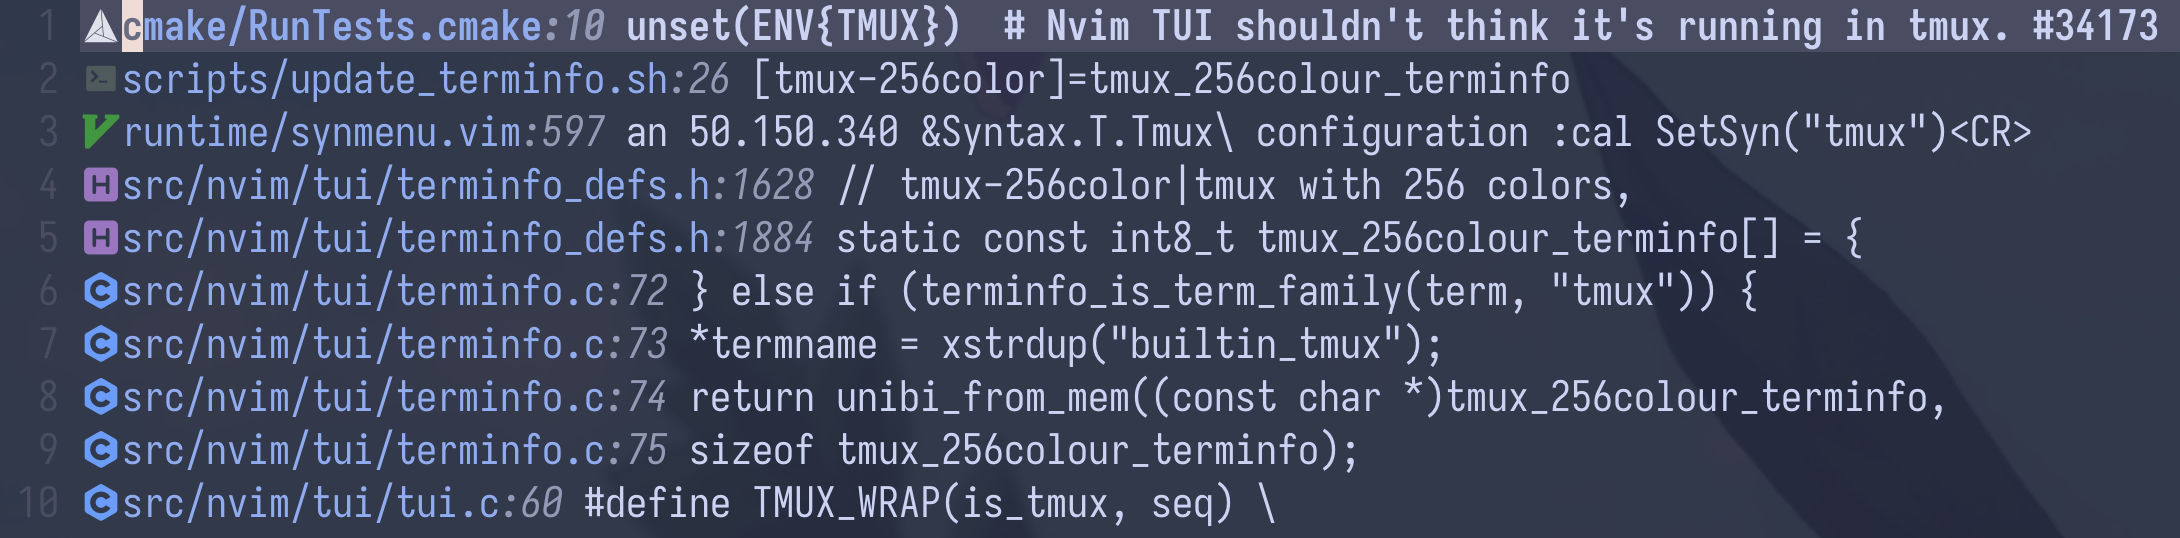 1 cmake/RunTests.cmake:10 unset(ENV{TMUX})  # Nvim TUI shouldn't think it's running in tmux. #34173
2 scripts/update_terminfo.sh:26 [tmux-256color]=tmux_256colour_terminfo
3 runtime/synmenu.vim:597 an 50.150.340 &Syntax.T.Tmux\ configuration :cal SetSyn("tmux")<CR>
4 src/nvim/tui/terminfo_defs.h:1628 // tmux-256color|tmux with 256 colors,
5 src/nvim/tui/terminfo_defs.h:1884 static const int8_t tmux_256colour_terminfo[] = {
6 src/nvim/tui/terminfo.c:72 } else if (terminfo_is_term_family(term, "tmux")) {
7 src/nvim/tui/terminfo.c:73 *termname = xstrdup("builtin_tmux");
8 src/nvim/tui/terminfo.c:74 return unibi_from_mem((const char *)tmux_256colour_terminfo,
9 src/nvim/tui/terminfo.c:75 sizeof tmux_256colour_terminfo);
10 src/nvim/tui/tui.c:60 #define TMUX_WRAP(is_tmux, seq) \